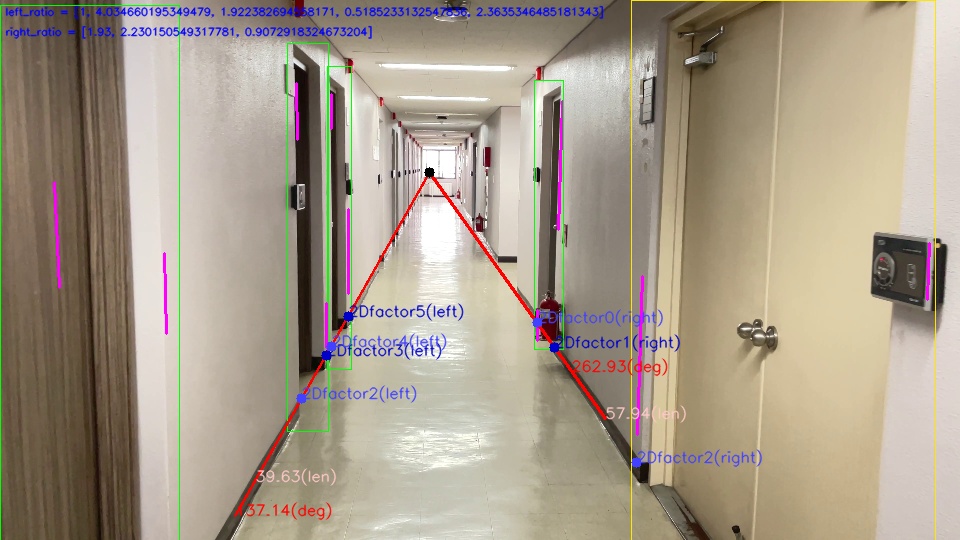 left_ratio = [1, 4.034660195349479, 1.922382694268171, 0.518523313254783​6, 2.3635346485181343]
right_ratio = [1.93, 2.230150549317781, 0.9072918324673204]
2Dfactor5(left)
2Dfactor0(right)
2Dfactor4(left)
2Dfactor3(left)
2Dfactor1(right)
262.93(deg)
2Dfactor2(left)
57.94(len)
2Dfactor2(right)
39.63(len)
37.14(deg)